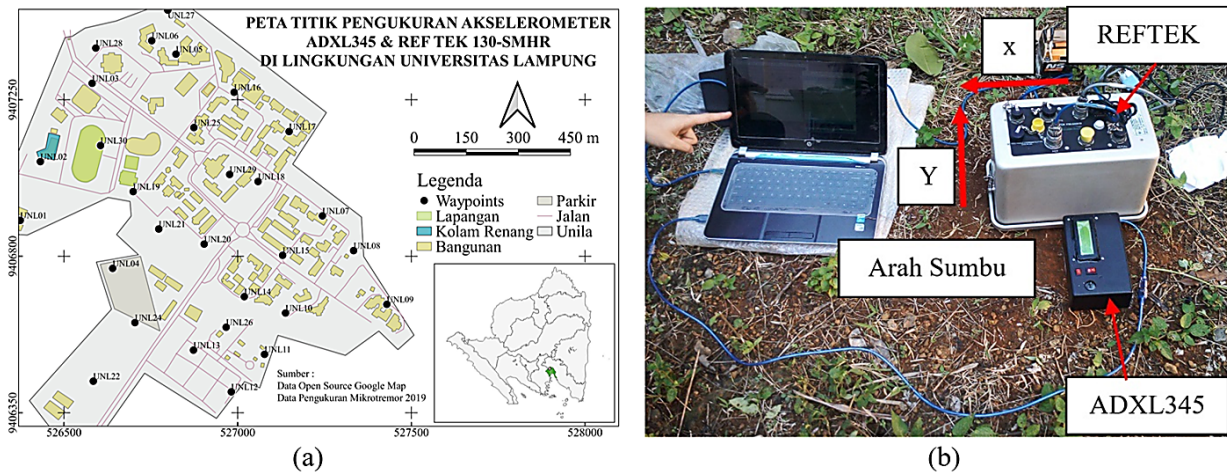 PETA TITIK PENGUKURAN AKSELEROMETER
ADXL345 & REF TEK 130-SMHR
DI LINGKUNGAN UNIVERSITAS LAMPUNG
0 150 300 450 m
Legenda
Waypoints
Lapangan
Kolam Renang
Bangunan
Parkir
Jalan
Unila
UNL27
UNL06
UNL28
UNL05
UNL03
UNL16
UNL25
UNL17
UNL30
UNL02
UNL29
UNL18
UNL19
UNL01
UNL21
UNL20
UNL07
UNL15
UNL08
UNL04
UNL14
UNL09
UNL24
UNL26
UNL10
UNL13
UNL11
UNL22
UNL12
Sumber :
Data Open Source Google Map
Data Pengukuran Mikrotremor 2019
9407250
9406800
9406350
526500 527000 527500 528000
(a)
x
REFTEK
Y
Arah Sumbu
ADXL345
(b)